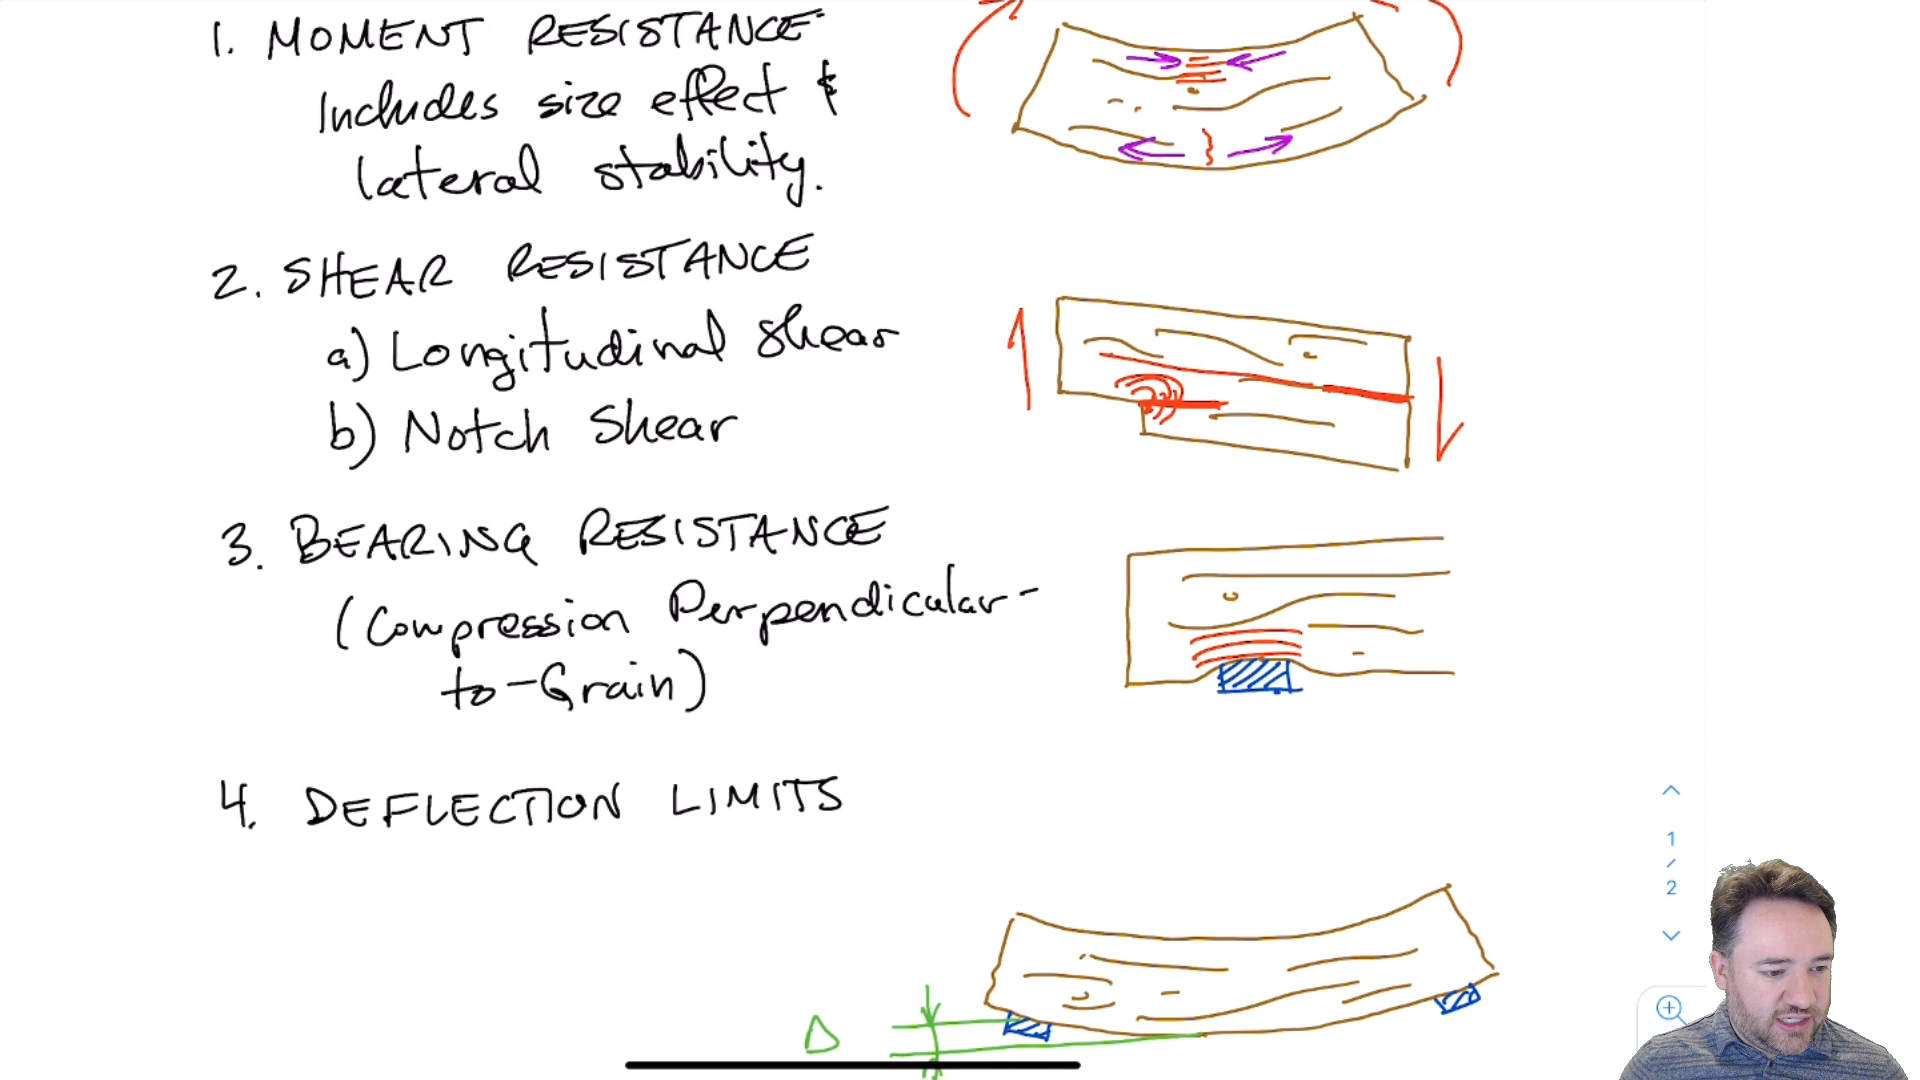 1. MOMENT RESISTANCE
Includes size effect &
lateral stability.
2. SHEAR RESISTANCE
a) Longitudinal shear
b) Notch Shear
3. BEARING RESISTANCE
(Compression Perpendicular-
to-Grain)
4. DEFLECTION LIMITS
Δ
1
/
2